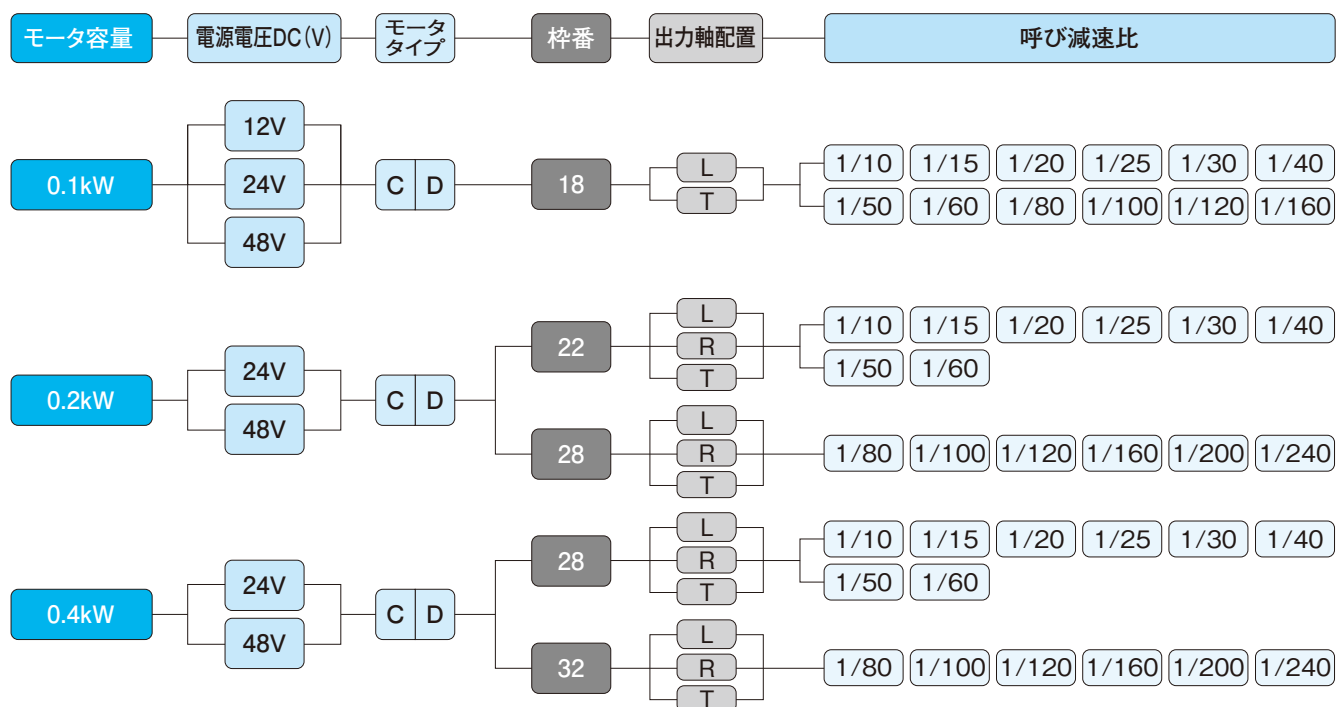 モータ容量 電源電圧DC(V) モータ タイプ 枠番 出力軸配置 呼び減速比
0.1kW
12V
24V
48V
C D
18
L
T
1/10 1/15 1/20 1/25 1/30 1/40
1/50 1/60 1/80 1/100 1/120 1/160
0.2kW
24V
48V
C D
22
L
R
T
1/10 1/15 1/20 1/25 1/30 1/40
1/50 1/60
28
L
R
T
1/80 1/100 1/120 1/160 1/200 1/240
0.4kW
24V
48V
C D
28
L
R
T
1/10 1/15 1/20 1/25 1/30 1/40
1/50 1/60
32
L
R
T
1/80 1/100 1/120 1/160 1/200 1/240